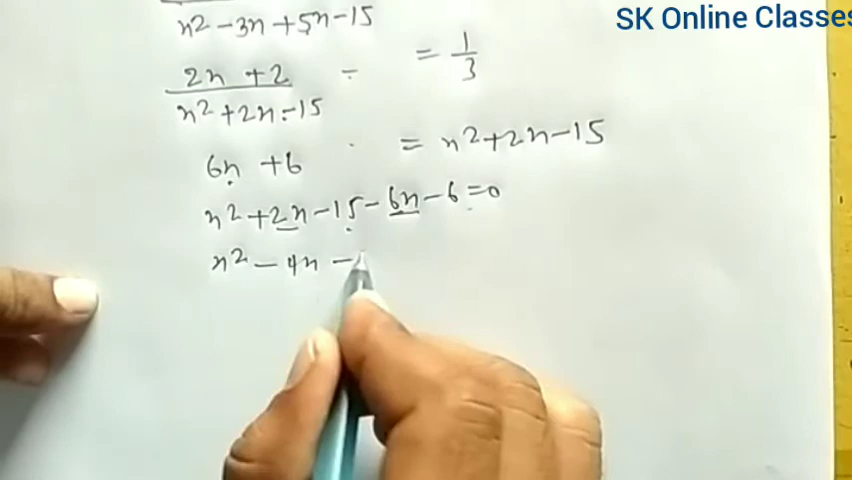 SK Online Classes
n² - 3n + 5n - 15
2n + 2 = 1/3
n² + 2n - 15
6n + 6 = n² + 2n - 15
n² + 2n - 15 - 6n - 6 = 0
n² - 4n -